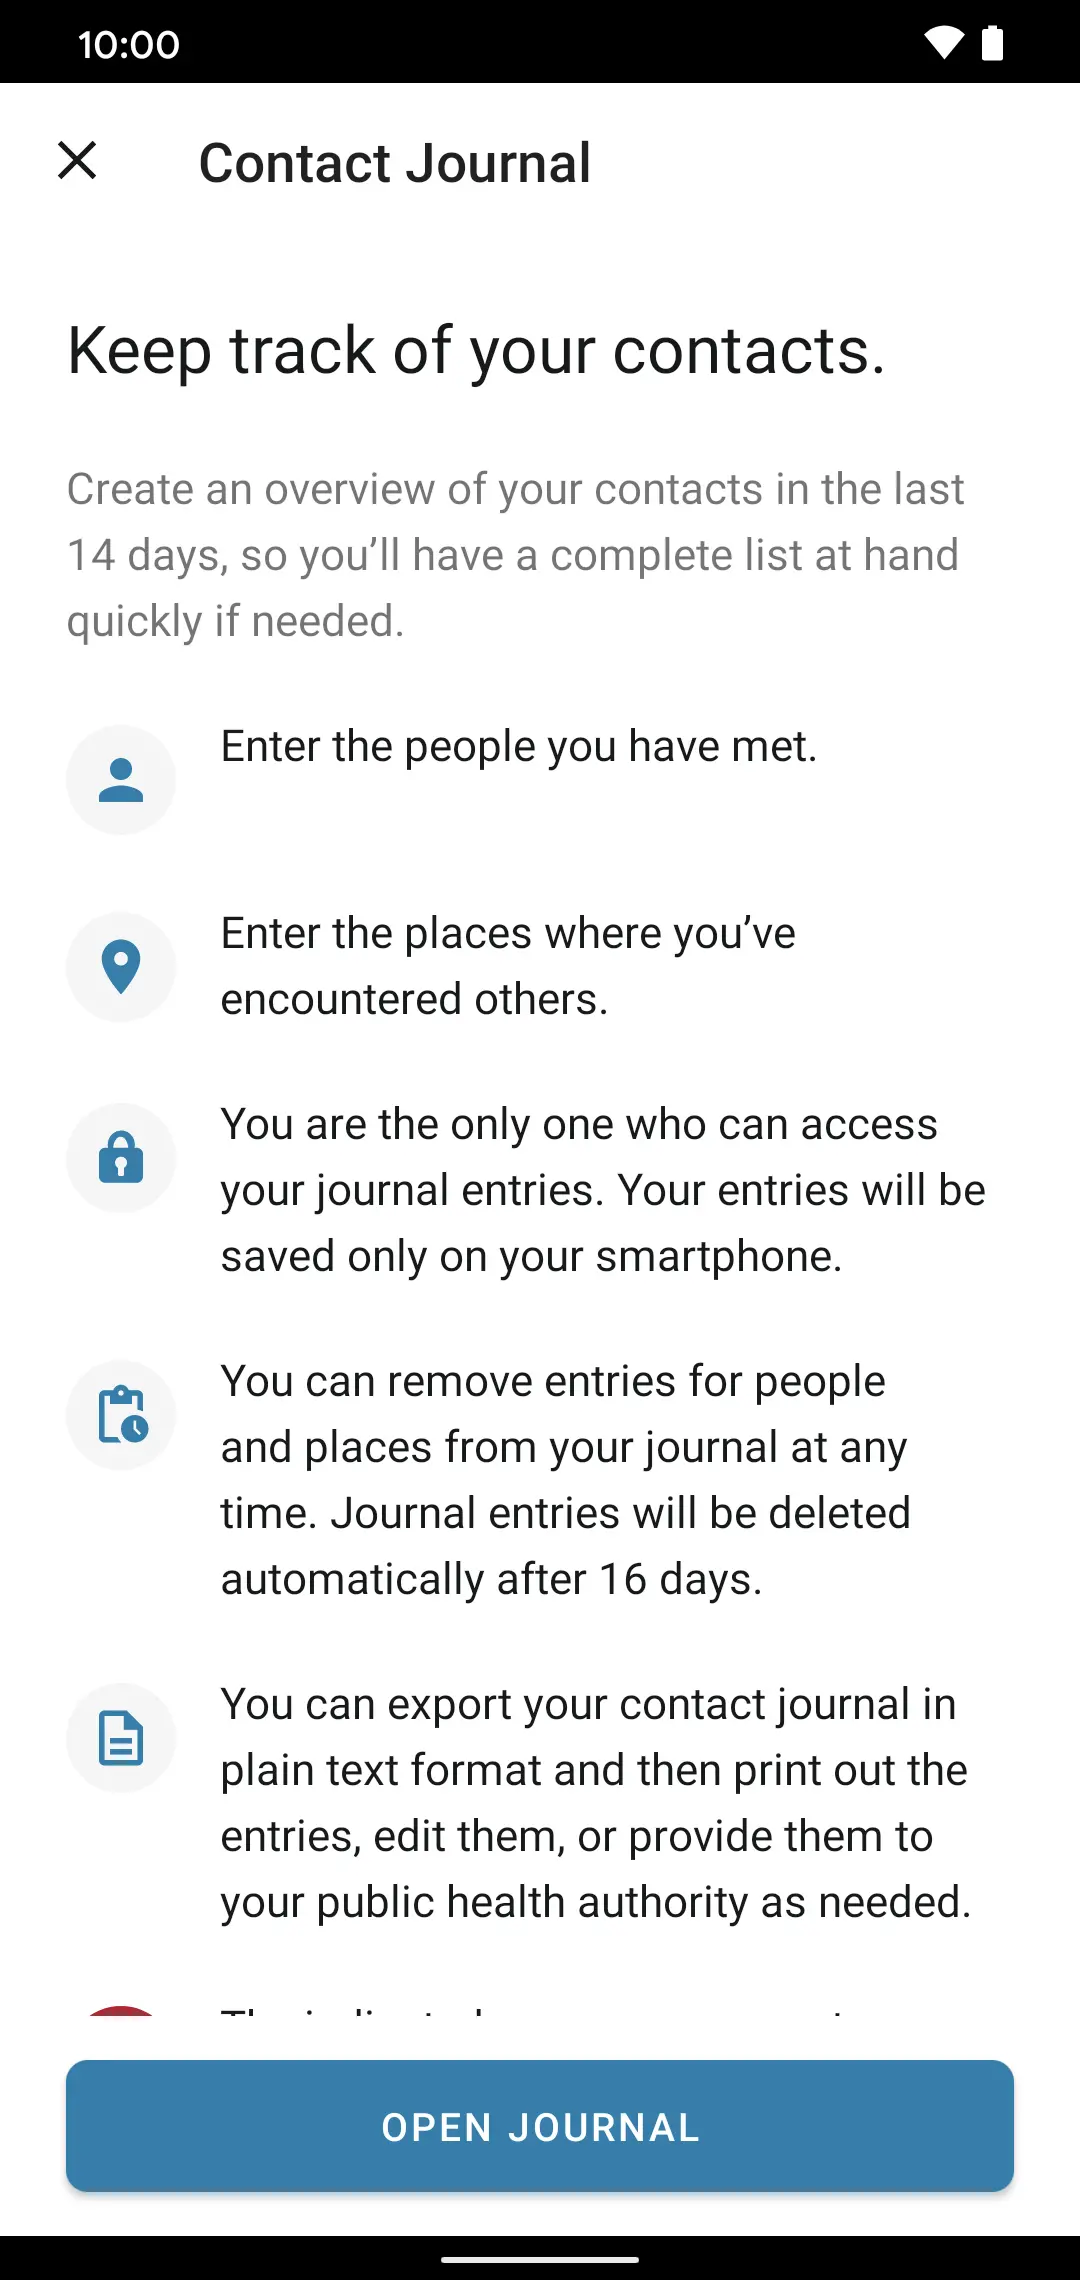 10:00
Contact Journal
Keep track of your contacts.
Create an overview of your contacts in the last
14 days, so you’ll have a complete list at hand
quickly if needed.
Enter the people you have met.
Enter the places where you’ve
encountered others.
You are the only one who can access
your journal entries. Your entries will be
saved only on your smartphone.
You can remove entries for people
and places from your journal at any
time. Journal entries will be deleted
automatically after 16 days.
You can export your contact journal in
plain text format and then print out the
entries, edit them, or provide them to
your public health authority as needed.
OPEN JOURNAL